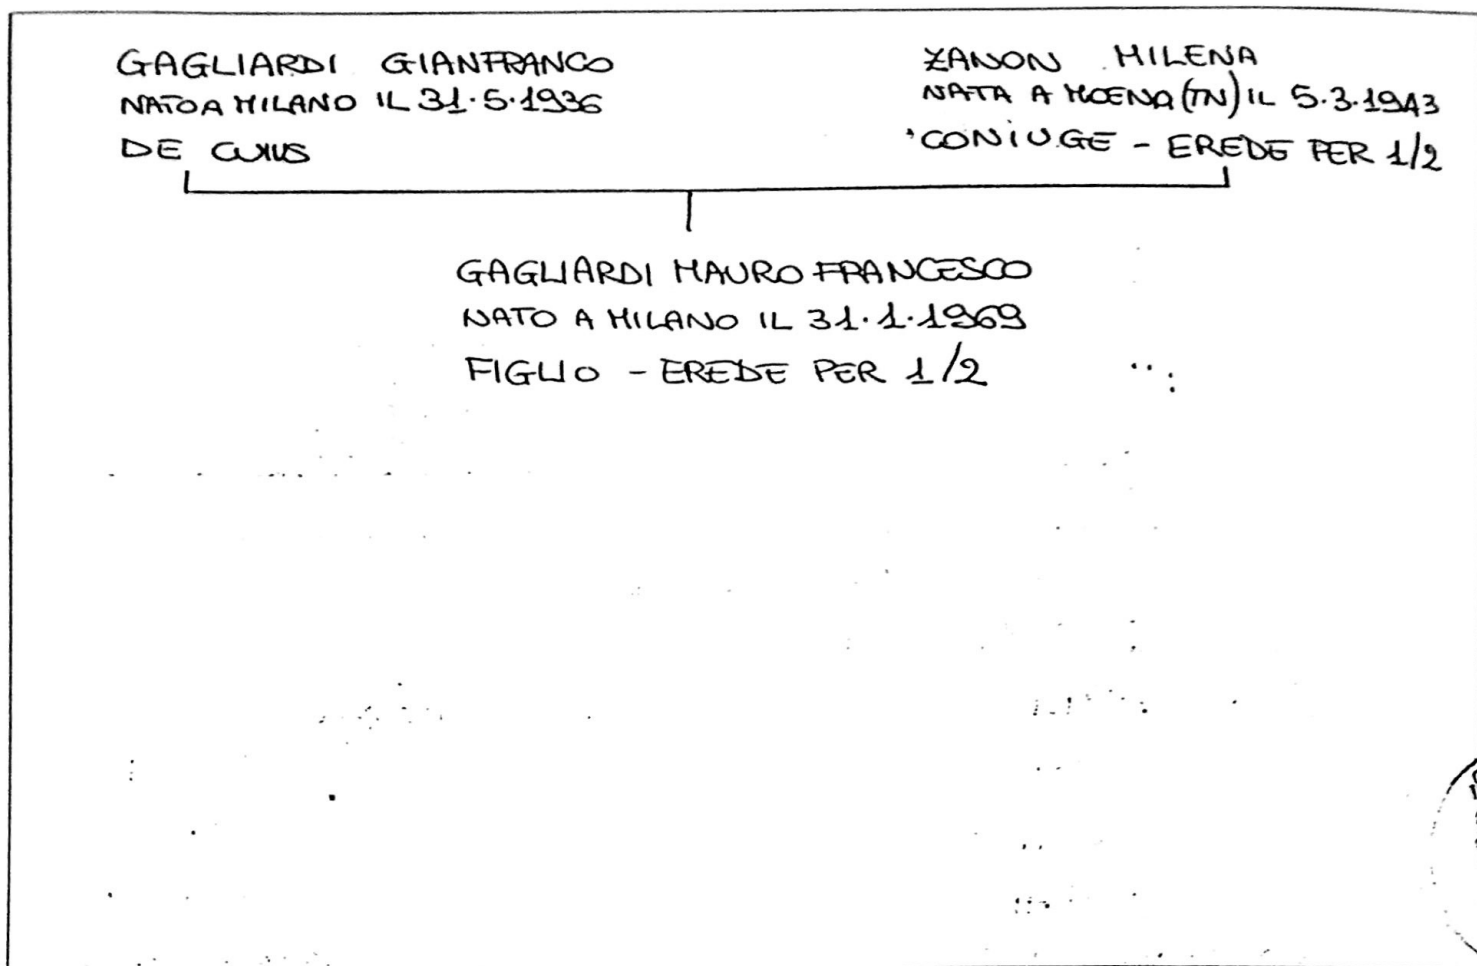 GAGLIARDI GIANFRANCO
NATO A MILANO IL 31.5.1936
DE CUIUS
ZANON MILENA
NATA A MOENA (TN) IL 5.3.1943
CONIUGE - EREDE PER 1/2
GAGLIARDI MAURO FRANCESCO
NATO A MILANO IL 31.1.1969
FIGLIO - EREDE PER 1/2